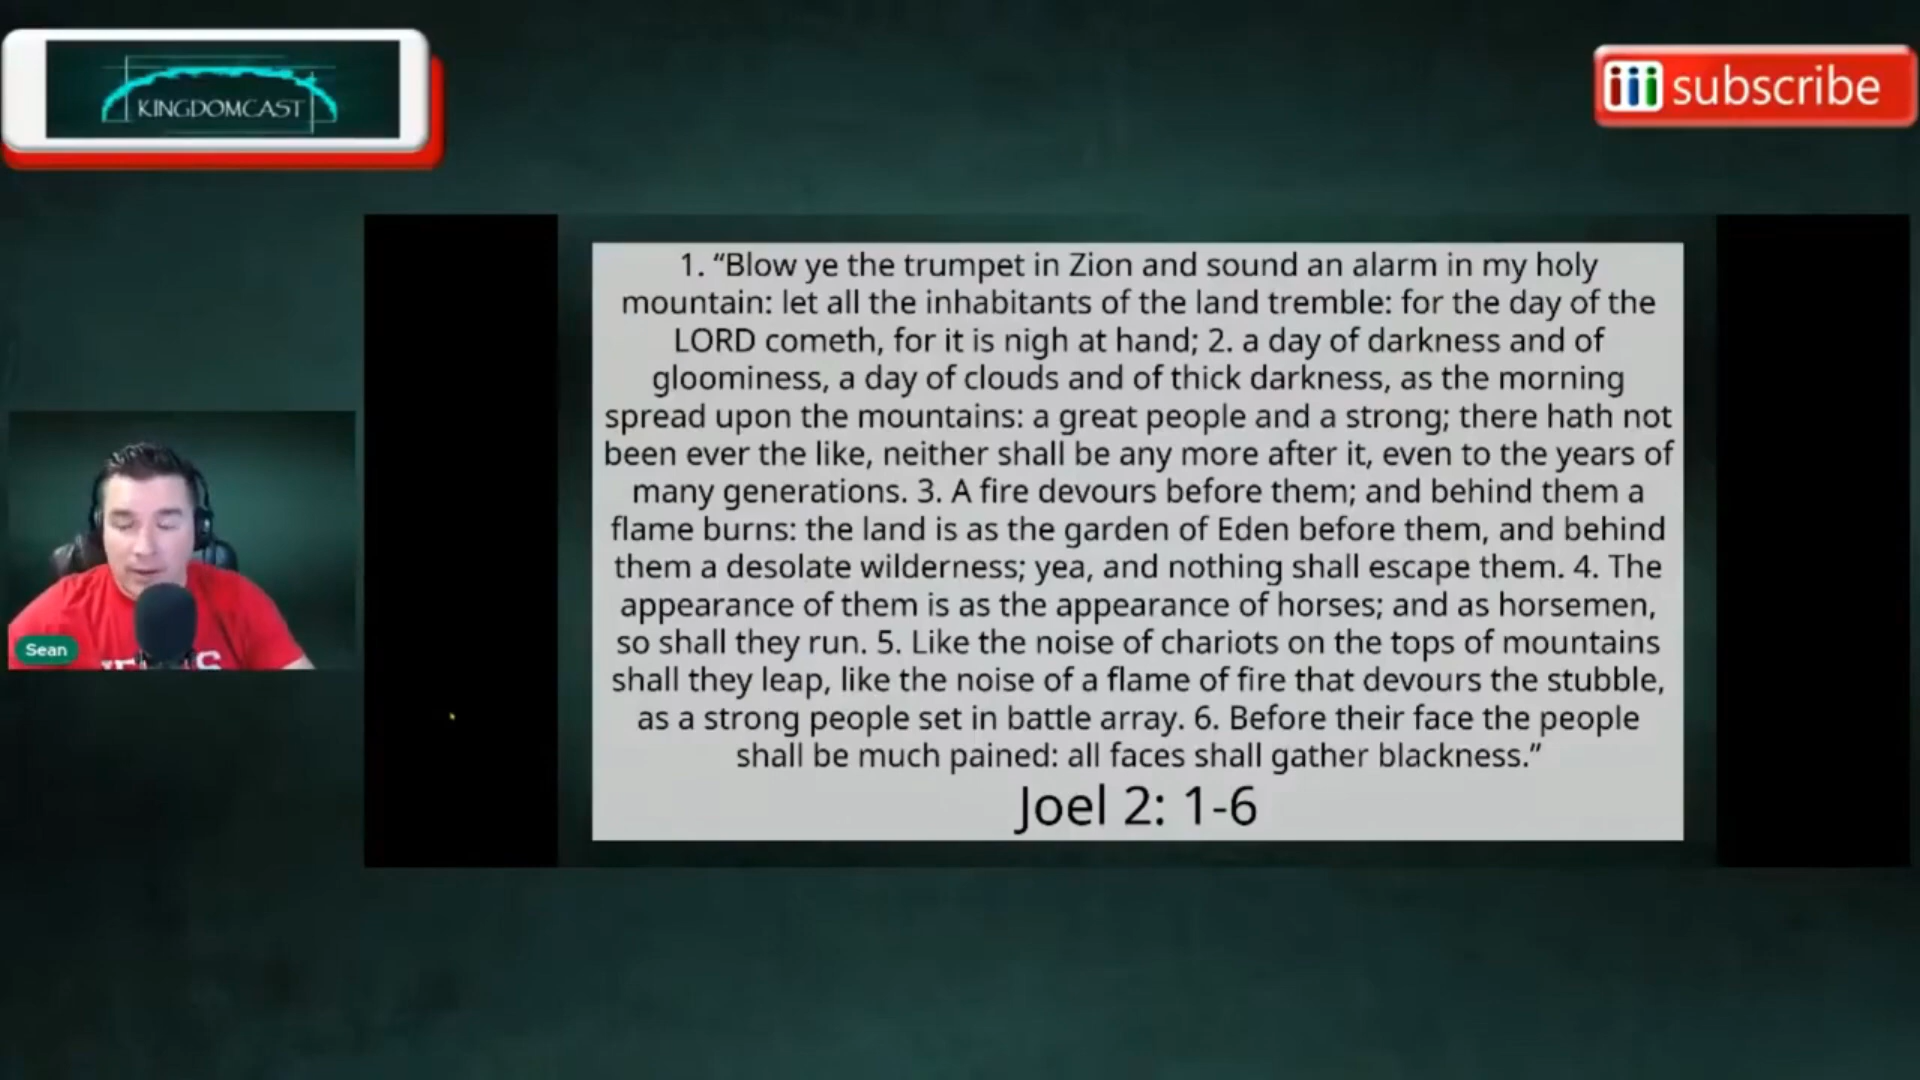 KINGDOMCAST
subscribe
1. “Blow ye the trumpet in Zion and sound an alarm in my holy
mountain: let all the inhabitants of the land tremble: for the day of the
LORD cometh, for it is nigh at hand; 2. a day of darkness and of
gloominess, a day of clouds and of thick darkness, as the morning
spread upon the mountains: a great people and a strong; there hath not
been ever the like, neither shall be any more after it, even to the years of
many generations. 3. A fire devours before them; and behind them a
flame burns: the land is as the garden of Eden before them, and behind
them a desolate wilderness; yea, and nothing shall escape them. 4. The
appearance of them is as the appearance of horses; and as horsemen,
so shall they run. 5. Like the noise of chariots on the tops of mountains
shall they leap, like the noise of a flame of fire that devours the stubble,
as a strong people set in battle array. 6. Before their face the people
shall be much pained: all faces shall gather blackness.”
Joel 2: 1-6
Sean